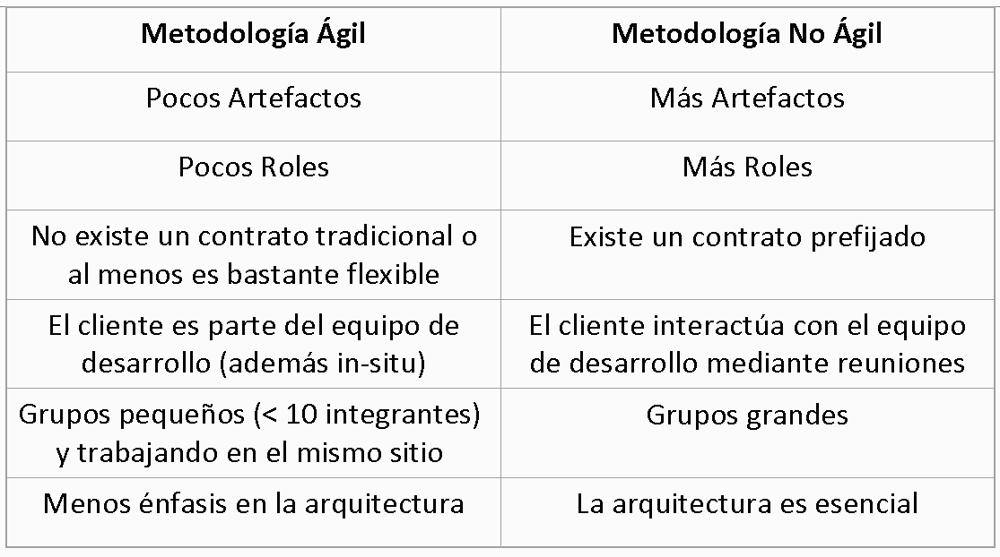 Metodología Ágil
Metodología No Ágil
Pocos Artefactos
Más Artefactos
Pocos Roles
Más Roles
No existe un contrato tradicional o
al menos es bastante flexible
Existe un contrato prefijado
El cliente es parte del equipo de
desarrollo (además in-situ)
El cliente interactúa con el equipo
de desarrollo mediante reuniones
Grupos pequeños (< 10 integrantes)
y trabajando en el mismo sitio
Grupos grandes
Menos énfasis en la arquitectura
La arquitectura es esencial